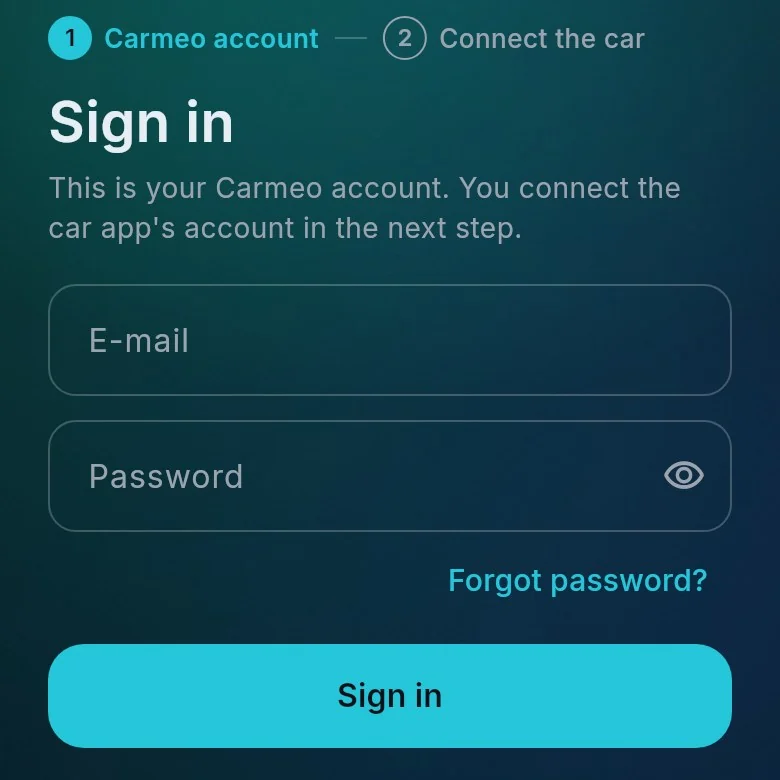 1 Carmeo account — 2 Connect the car
Sign in
This is your Carmeo account. You connect the
car app's account in the next step.
E-mail
Password
Forgot password?
Sign in